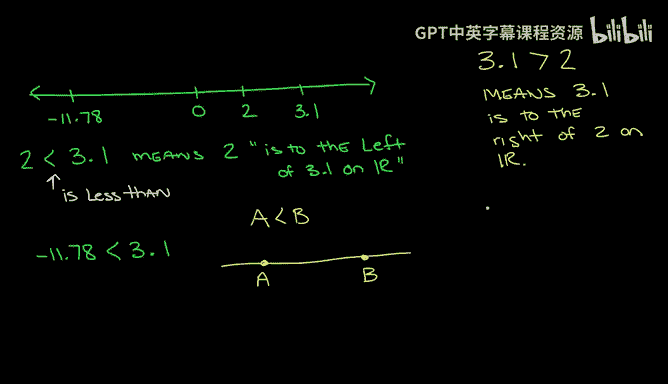 GPT中英字幕课程资源 bilibili
-11.78 0 2 3.1
2 < 3.1 MEANS 2 "is to the Left
of 3.1 on IR"
↑
is Less THAN
A < B
-11.78 < 3.1
A B
3.1 > 2
MEANS 3.1
is to the
right of 2 on
IR.